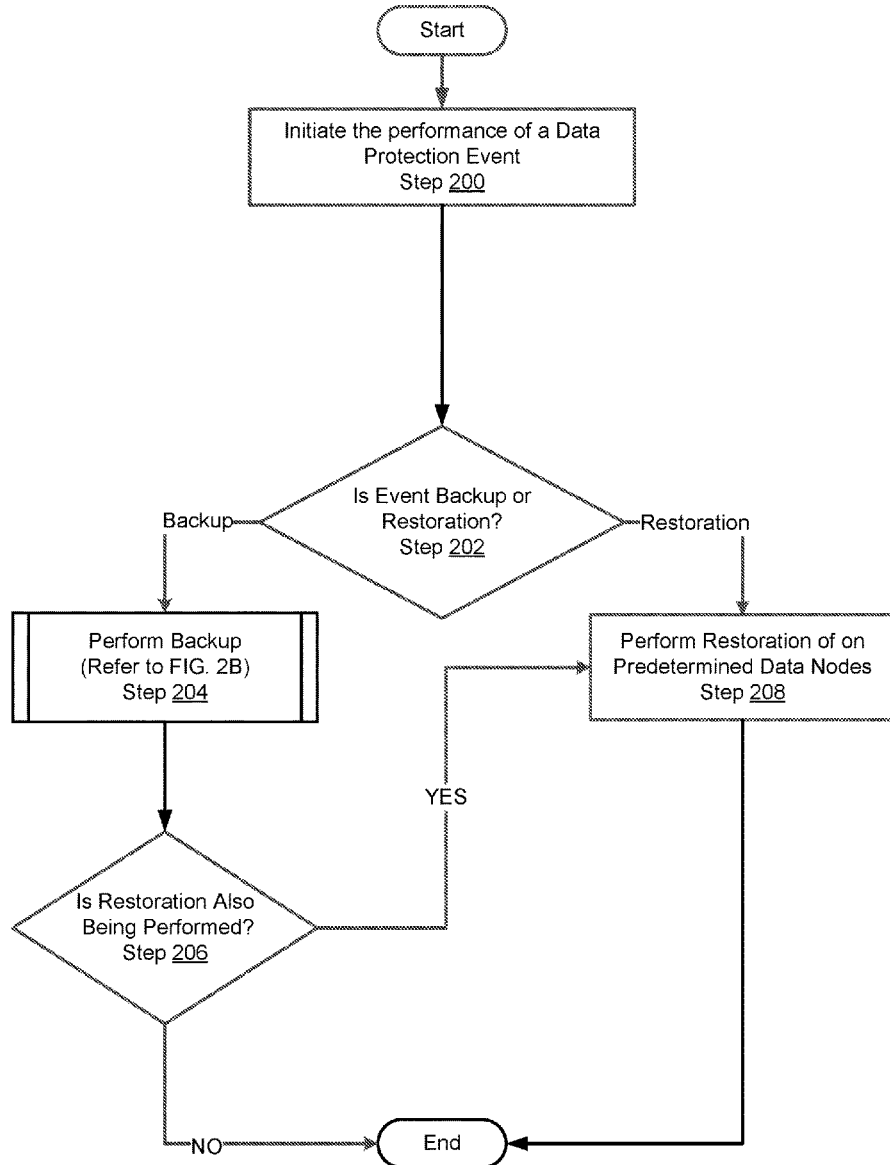 Start
Initiate the performance of a Data
Protection Event
Step 200
Is Event Backup or
Restoration?
Step 202
Backup
Restoration
Perform Backup
(Refer to FIG. 2B)
Step 204
Perform Restoration of on
Predetermined Data Nodes
Step 208
YES
Is Restoration Also
Being Performed?
Step 206
NO
End